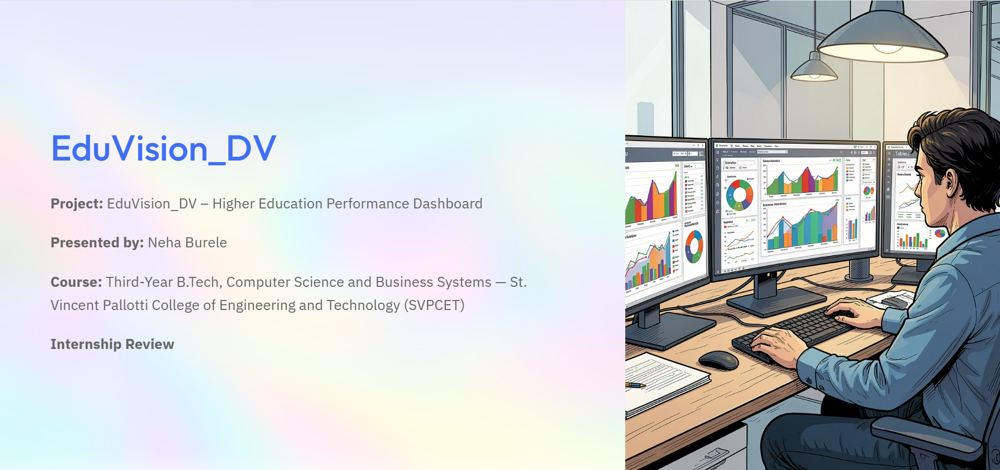 EduVision_DV
Project: EduVision_DV – Higher Education Performance Dashboard
Presented by: Neha Burele
Course: Third-Year B.Tech, Computer Science and Business Systems — St.
Vincent Pallotti College of Engineering and Technology (SVPCET)
Internship Review